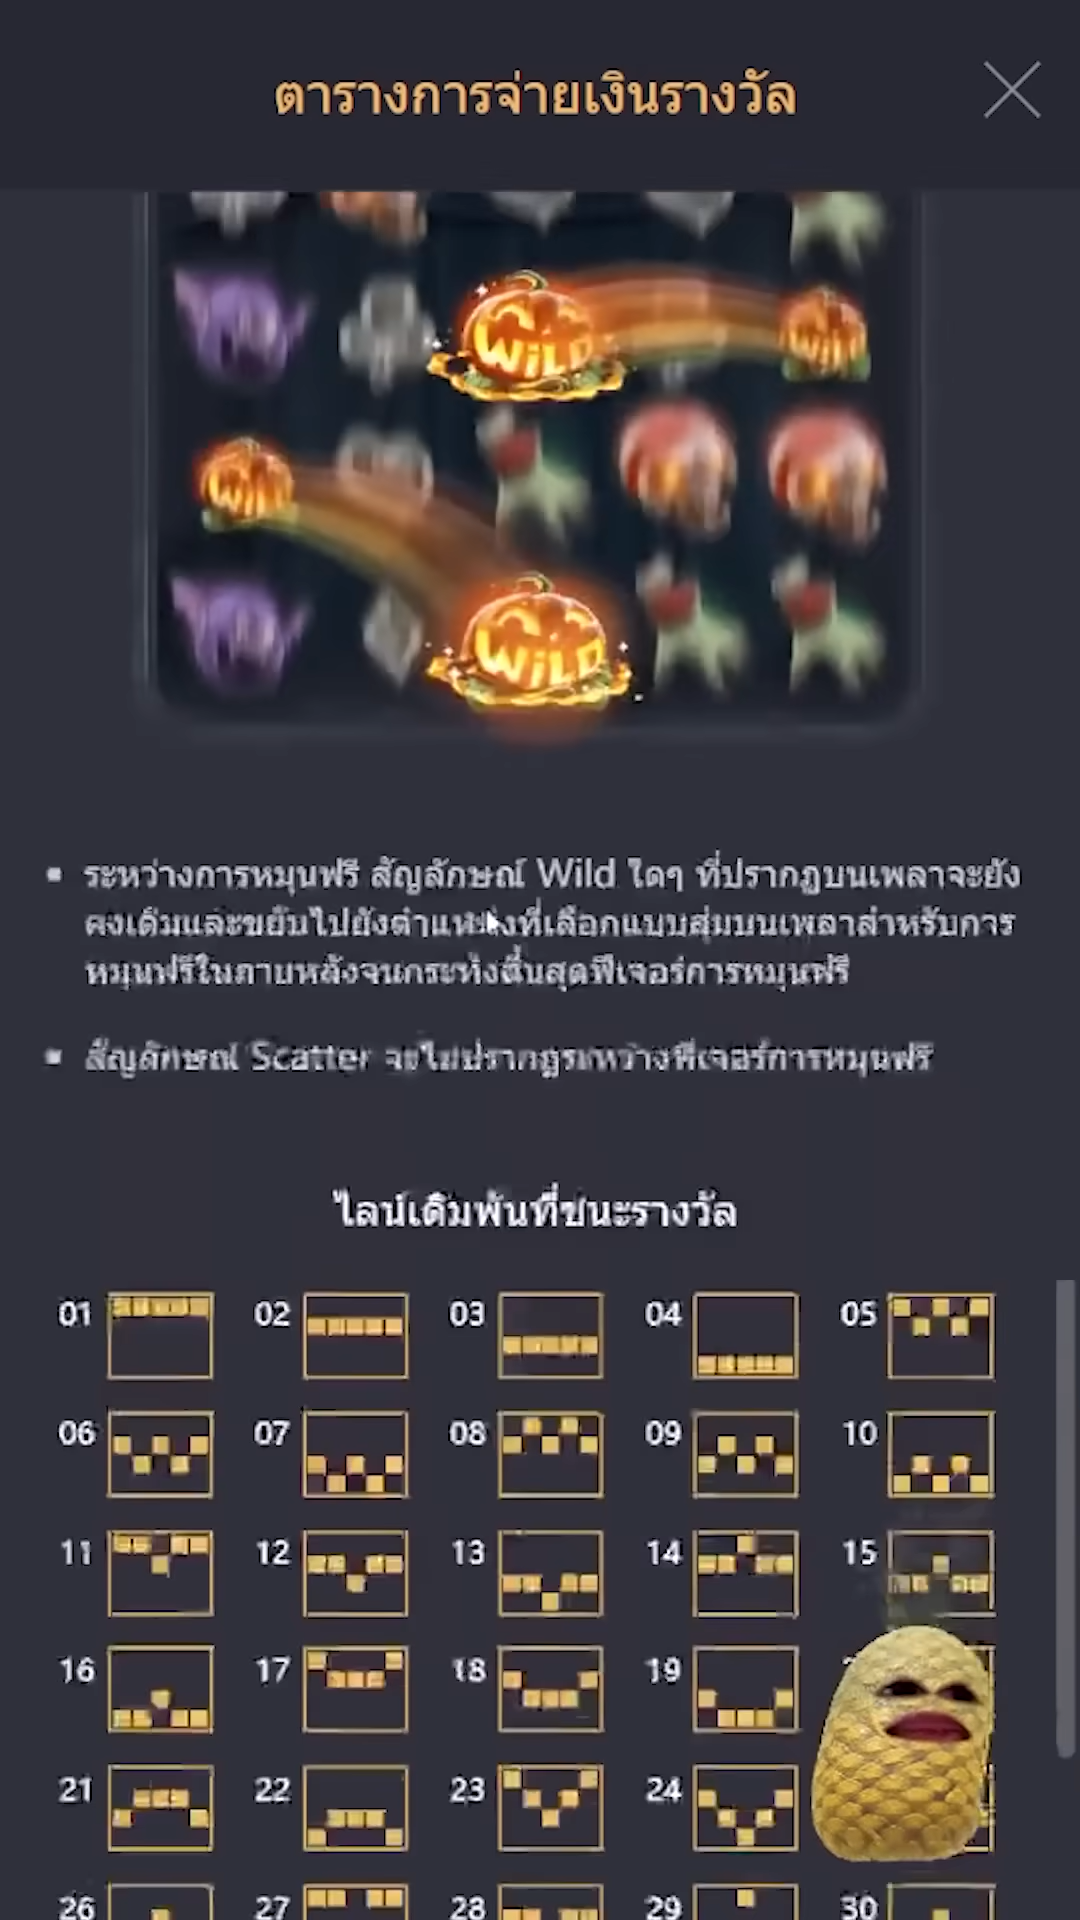 ตารางการจ่ายเงินรางวัล
WILD
WILD
WILD
WILD
ระหว่างการหมุนฟรี สัญลักษณ์ Wild ใดๆ ที่ปรากฏบนเพลาจะยัง
คงเดิมและขยับไปยังตำแหน่งที่เลือกแบบสุ่มบนเพลาสำหรับการ
หมุนฟรีในภายหลังจนกระทั่งสิ้นสุดฟีเจอร์การหมุนฟรี
สัญลักษณ์ Scatter จะไม่ปรากฏระหว่างฟีเจอร์การหมุนฟรี
ไลน์เดิมพันที่ชนะรางวัล
01 02 03 04 05
06 07 08 09 10
11 12 13 14 15
16 17 18 19
21 22 23 24
26 27 28 29 30